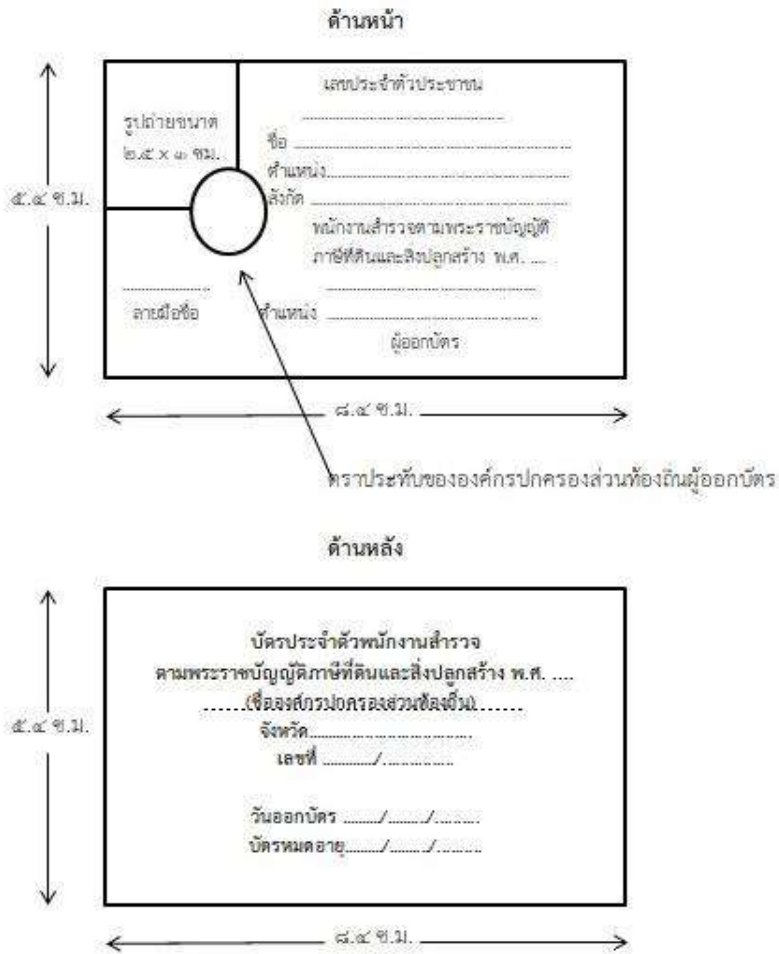 ด้านหน้า
เลขประจำตัวประชาชน
................................................
รูปถ่ายขนาด
๒.๕ x ๓ ซม.
ชื่อ ................................................
ตำแหน่ง................................................
สังกัด ................................................
๕.๔ ซ.ม.
พนักงานสำรวจตามพระราชบัญญัติ
ภาษีที่ดินและสิ่งปลูกสร้าง พ.ศ. ....
......................
................................................
ลายมือชื่อ
ตำแหน่ง ................................................
ผู้ออกบัตร
๘.๔ ซ.ม.
ตราประทับขององค์กรปกครองส่วนท้องถิ่นผู้ออกบัตร
ด้านหลัง
บัตรประจำตัวพนักงานสำรวจ
ตามพระราชบัญญัติภาษีที่ดินและสิ่งปลูกสร้าง พ.ศ. ....
........(ชื่อองค์กรปกครองส่วนท้องถิ่น)........
๕.๔ ซ.ม.
จังหวัด........................................
เลขที่ ............/.................
วันออกบัตร ........./........./..........
บัตรหมดอายุ........./........./..........
๘.๔ ซ.ม.